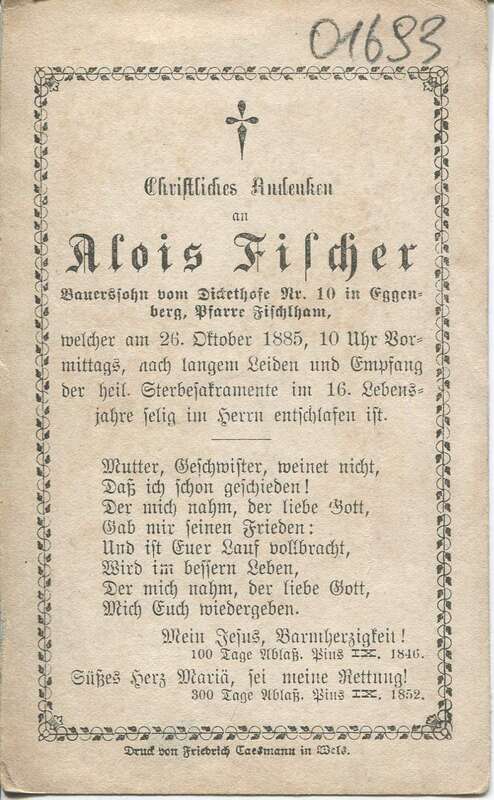 01693
Christliches Andenken
an
Alois Fischer
Bauerssohn vom Dickethofe Nr. 10 in Eggen-
berg, Pfarre Fischlham,
welcher am 26. Oktober 1885, 10 Uhr Vor-
mittags, nach langem Leiden und Empfang
der heil. Sterbesakramente im 16. Lebens-
jahre selig im Herrn entschlafen ist.
Mutter, Geschwister, weinet nicht,
Daß ich schon geschieden!
Der mich nahm, der liebe Gott,
Gab mir seinen Frieden:
Und ist Euer Lauf vollbracht,
Wird im bessern Leben,
Der mich nahm, der liebe Gott,
Mich Euch wiedergeben.
Mein Jesus, Barmherzigkeit!
100 Tage Ablaß. Pius IX. 1846.
Süßes Herz Mariä, sei meine Rettung!
300 Tage Ablaß. Pius IX. 1852.
Druck von Friedrich Caesmann in Wels.